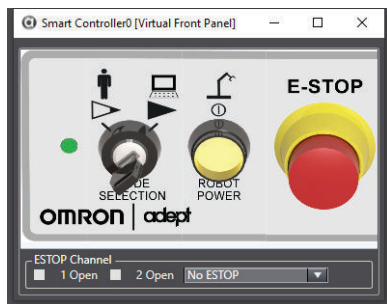 Smart Controller0 [Virtual Front Panel]
E-STOP
DE
SELECTION
ROBOT
POWER
OMRON | adept
ESTOP Channel
1 Open 2 Open No ESTOP